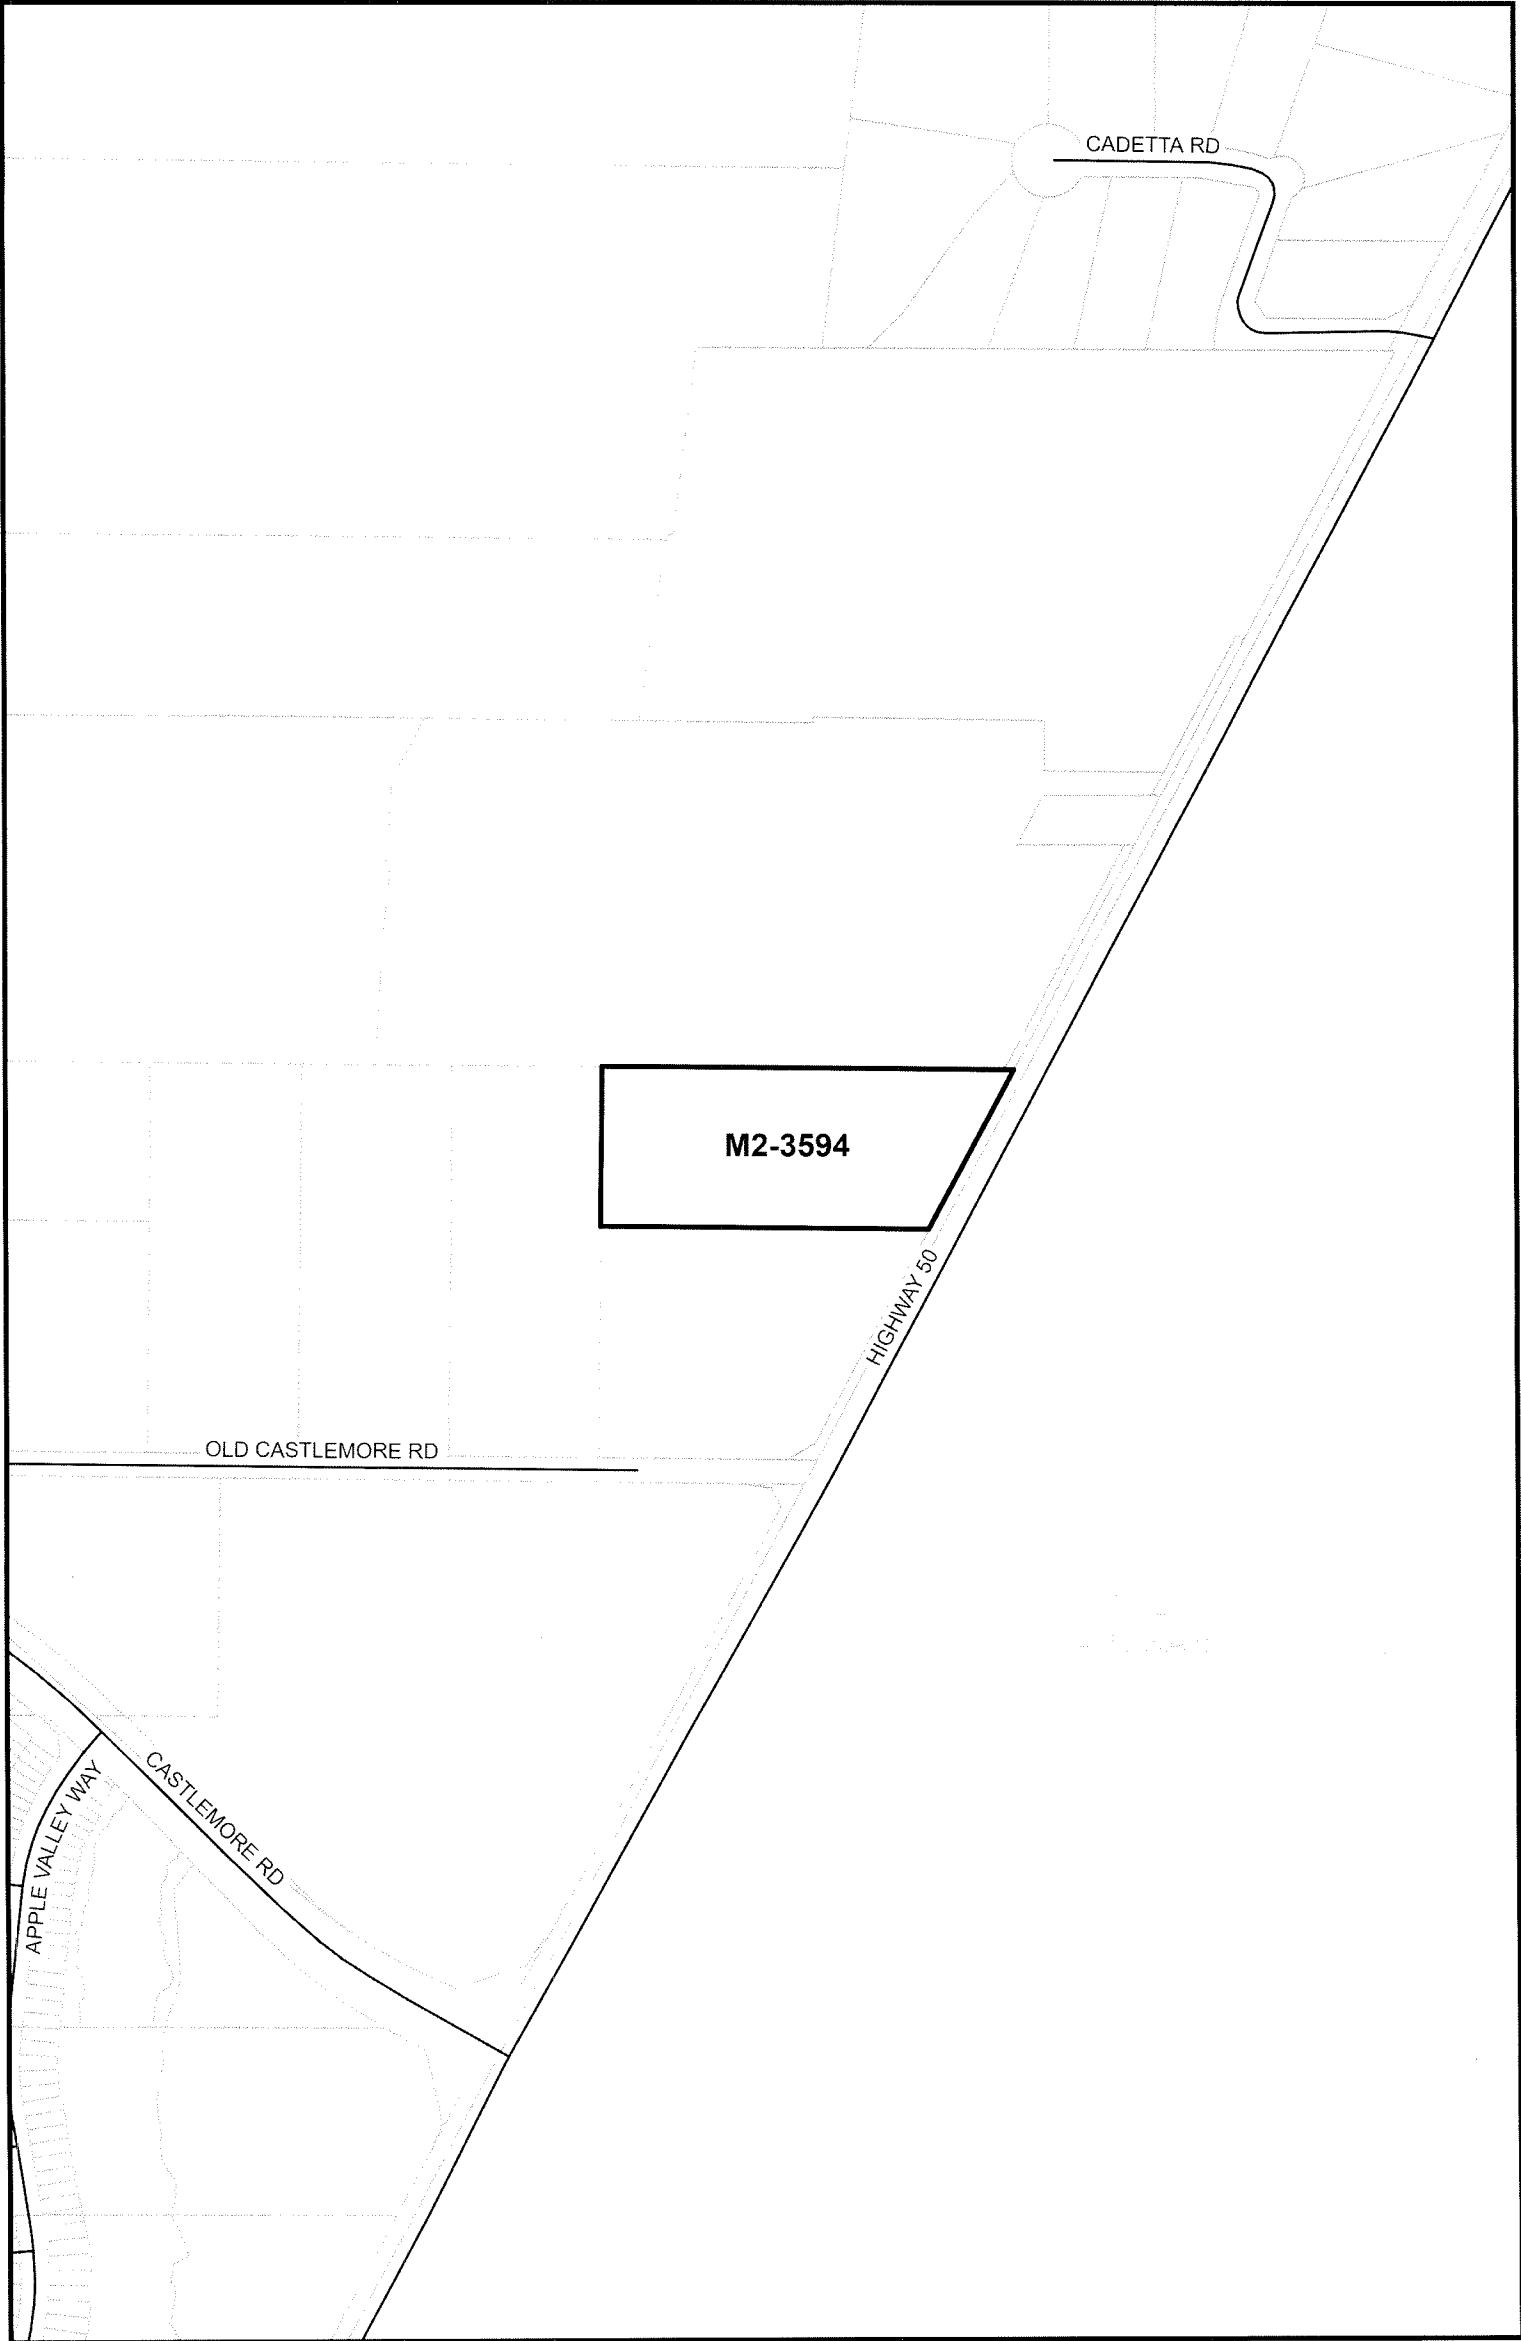 CADETTA RD
M2-3594
HIGHWAY 50
OLD CASTLEMORE RD
CASTLEMORE RD
APPLE VALLEY WAY